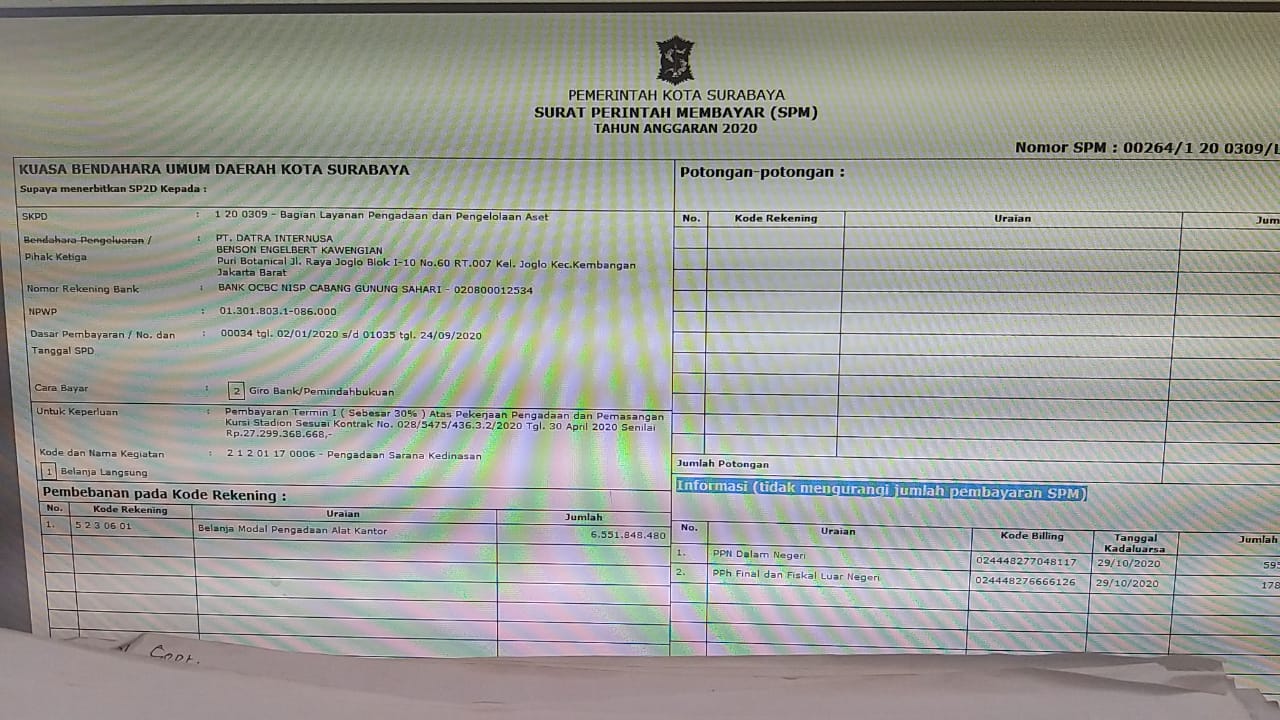 PEMERINTAH KOTA SURABAYA
SURAT PERINTAH MEMBAYAR (SPM)
TAHUN ANGGARAN 2020
Nomor SPM : 00264/1 20 0309/L
KUASA BENDAHARA UMUM DAERAH KOTA SURABAYA
Supaya menerbitkan SP2D Kepada :
SKPD : 1 20 0309 - Bagian Layanan Pengadaan dan Pengelolaan Aset
Bendahara Pengeluaran / : PT. DATRA INTERNUSA
Pihak Ketiga BENSON ENGELBERT KAWENGIAN
Puri Botanical Jl. Raya Joglo Blok I-10 No.60 RT.007 Kel. Joglo Kec.Kembangan
Jakarta Barat
Nomor Rekening Bank : BANK OCBC NISP CABANG GUNUNG SAHARI - 020800012534
NPWP : 01.301.803.1-086.000
Dasar Pembayaran / No. dan : 00034 tgl. 02/01/2020 s/d 01035 tgl. 24/09/2020
Tanggal SPD
Cara Bayar : 2 Giro Bank/Pemindahbukuan
Untuk Keperluan : Pembayaran Termin I ( Sebesar 30% ) Atas Pekerjaan Pengadaan dan Pemasangan
Kursi Stadion Sesuai Kontrak No. 028/5475/436.3.2/2020 Tgl. 30 April 2020 Senilai
Rp.27.299.368.668,-
Kode dan Nama Kegiatan : 2 1 2 01 17 0006 - Pengadaan Sarana Kedinasan
1 Belanja Langsung
Pembebanan pada Kode Rekening :
No. Kode Rekening Uraian Jumlah
1. 5 2 3 06 01 Belanja Modal Pengadaan Alat Kantor 6.551.848.480
Potongan-potongan :
No. Kode Rekening Uraian Jum
Jumlah Potongan
Informasi (tidak mengurangi jumlah pembayaran SPM)
No. Uraian Kode Billing Tanggal Kadaluarsa Jumlah
1. PPN Dalam Negeri 024448277048117 29/10/2020 595
2. PPh Final dan Fiskal Luar Negeri 024448276666126 29/10/2020 178